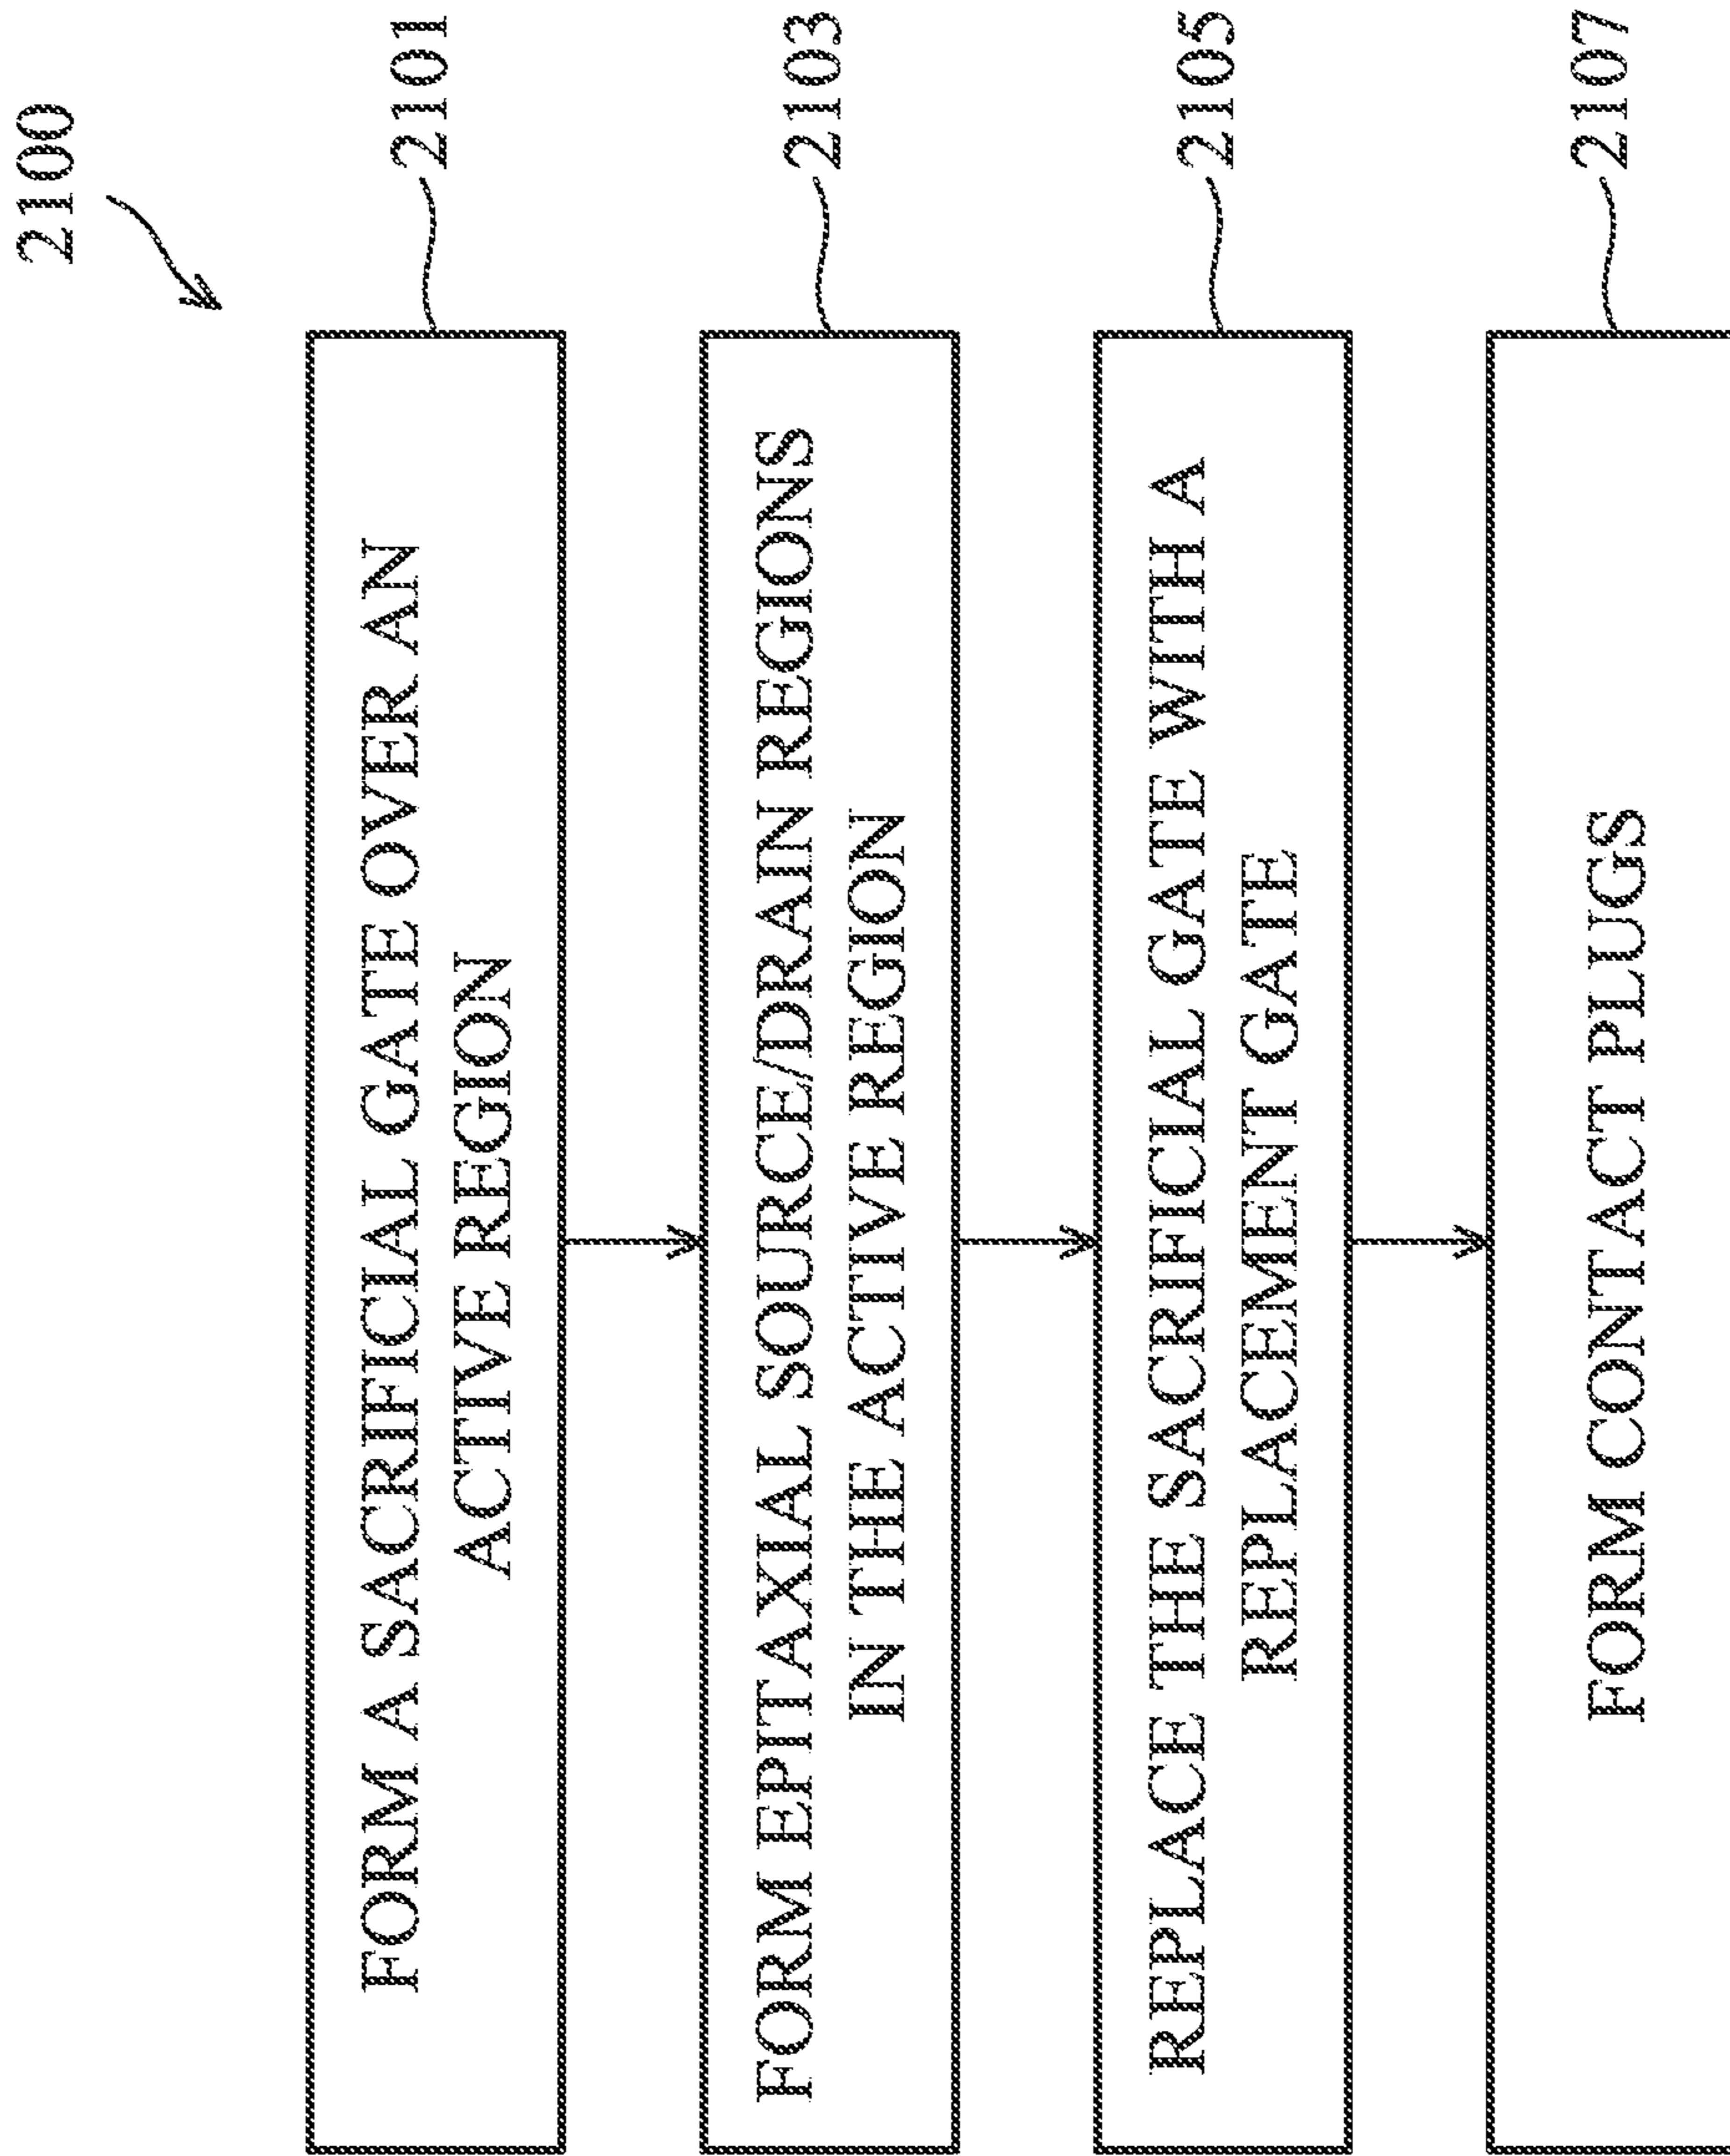 2100
FORM A SACRIFICIAL GATE OVER AN
ACTIVE REGION
2101
FORM EPITAXIAL SOURCE/DRAIN REGIONS
IN THE ACTIVE REGION
2103
REPLACE THE SACRIFICIAL GATE WITH A
REPLACEMENT GATE
2105
FORM CONTACT PLUGS
2107